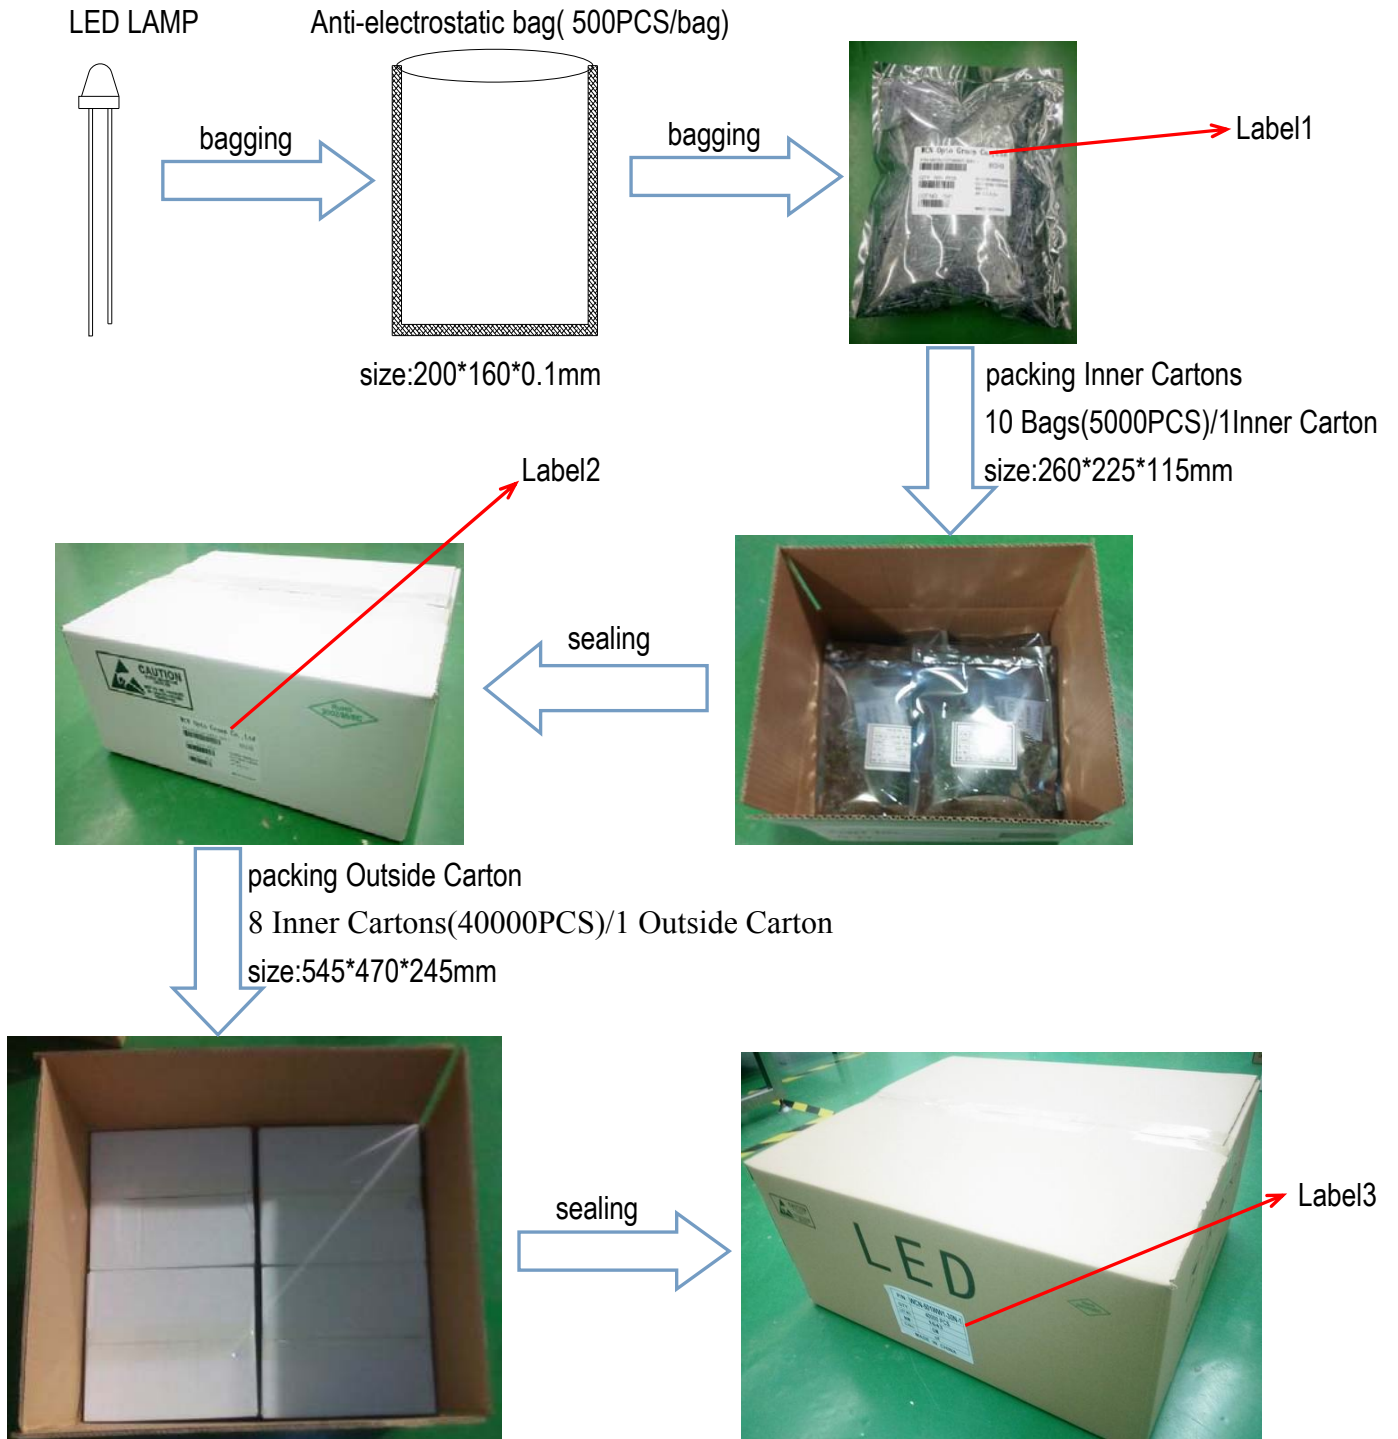 LED LAMP
Anti-electrostatic bag( 500PCS/bag)
bagging
bagging
Label1
size:200*160*0.1mm
packing Inner Cartons
10 Bags(5000PCS)/1Inner Carton
size:260*225*115mm
Label2
sealing
CAUTION
packing Outside Carton
8 Inner Cartons(40000PCS)/1 Outside Carton
size:545*470*245mm
sealing
Label3
LED